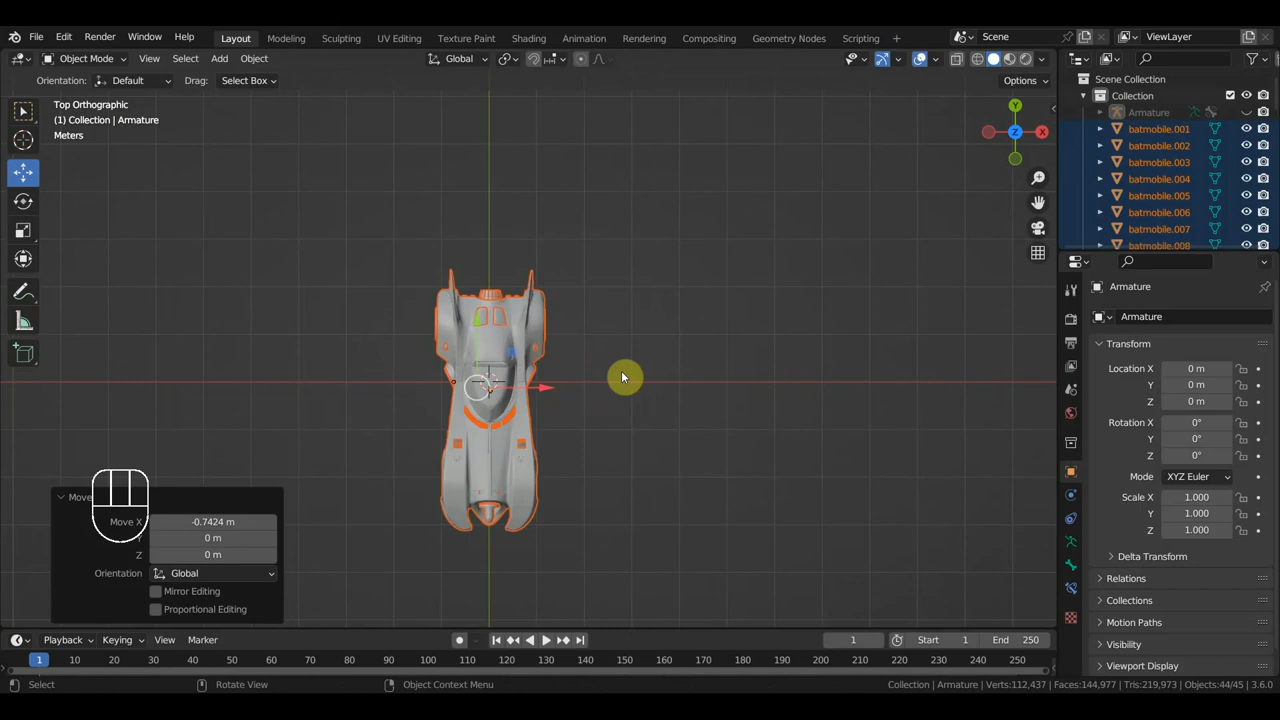 File Edit Render Window Help Layout Modeling Sculpting UV Editing Texture Paint Shading Animation Rendering Compositing Geometry Nodes Scripting + Scene ViewLayer
Object Mode View Select Add Object Global Options
Orientation: Default Drag: Select Box
Top Orthographic
(1) Collection | Armature
Meters
Y
X
Z
Scene Collection
Collection
Armature
batmobile.001
batmobile.002
batmobile.003
batmobile.004
batmobile.005
batmobile.006
batmobile.007
batmobile.008
Armature
Armature
Transform
Location X 0 m
Y 0 m
Z 0 m
Rotation X 0°
Y 0°
Z 0°
Mode XYZ Euler
Scale X 1.000
Y 1.000
Z 1.000
Delta Transform
Relations
Collections
Motion Paths
Visibility
Viewport Display
Move
Move X -0.7424 m
Y 0 m
Z 0 m
Orientation Global
Mirror Editing
Proportional Editing
Playback Keying View Marker 1 Start 1 End 250
1 10 20 30 40 50 60 70 80 90 100 110 120 130 140 150 160 170 180 190 200 210 220 230 240 250
Select Rotate View Object Context Menu Collection | Armature | Verts:112,437 | Faces:144,977 | Tris:219,973 | Objects:44/45 | 3.6.0